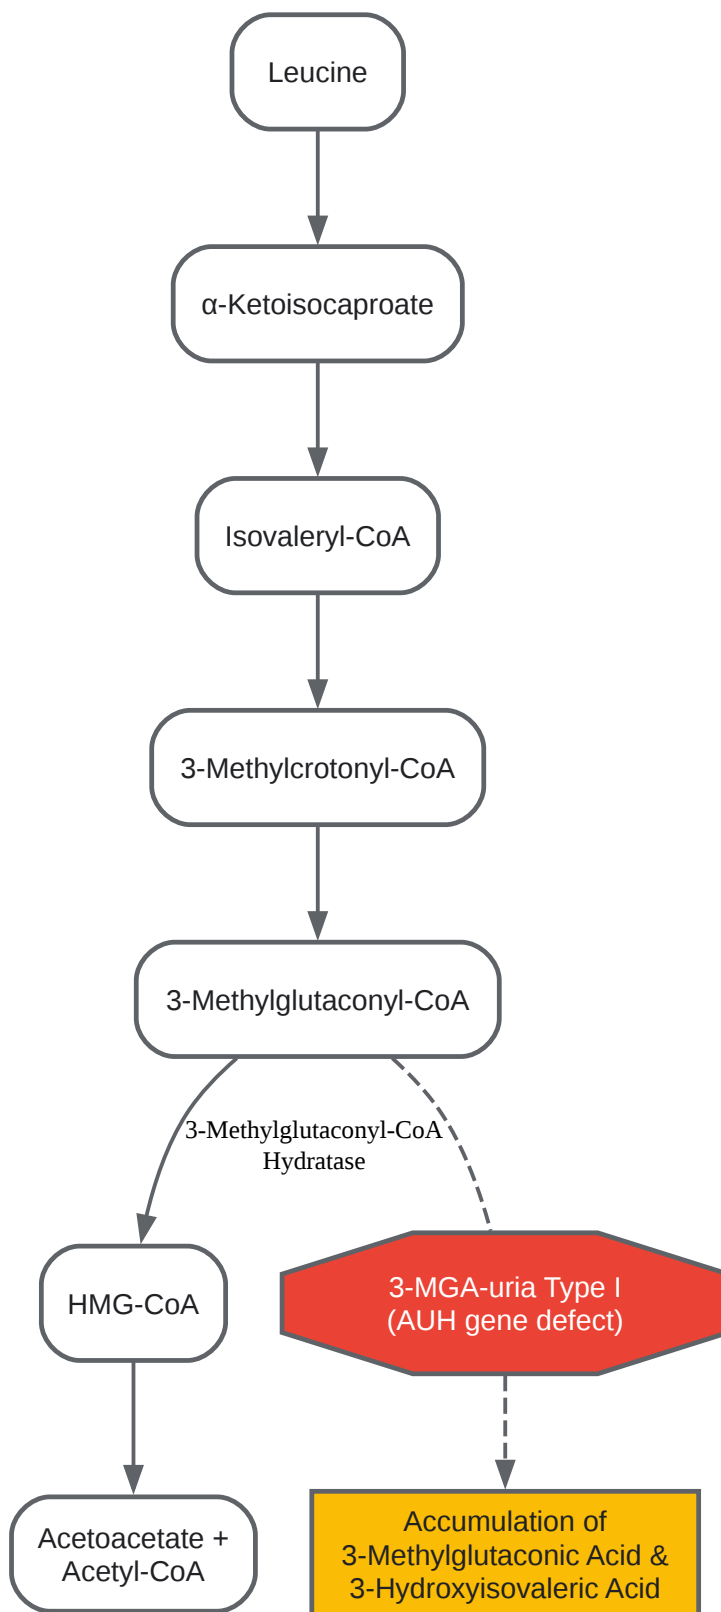 Leucine
α-Ketoisocaproate
Isovaleryl-CoA
3-Methylcrotonyl-CoA
3-Methylglutaconyl-CoA
3-Methylglutaconyl-CoA
Hydratase
3-MGA-uria Type I
(AUH gene defect)
HMG-CoA
Acetoacetate +
Acetyl-CoA
Accumulation of
3-Methylglutaconic Acid &
3-Hydroxyisovaleric Acid